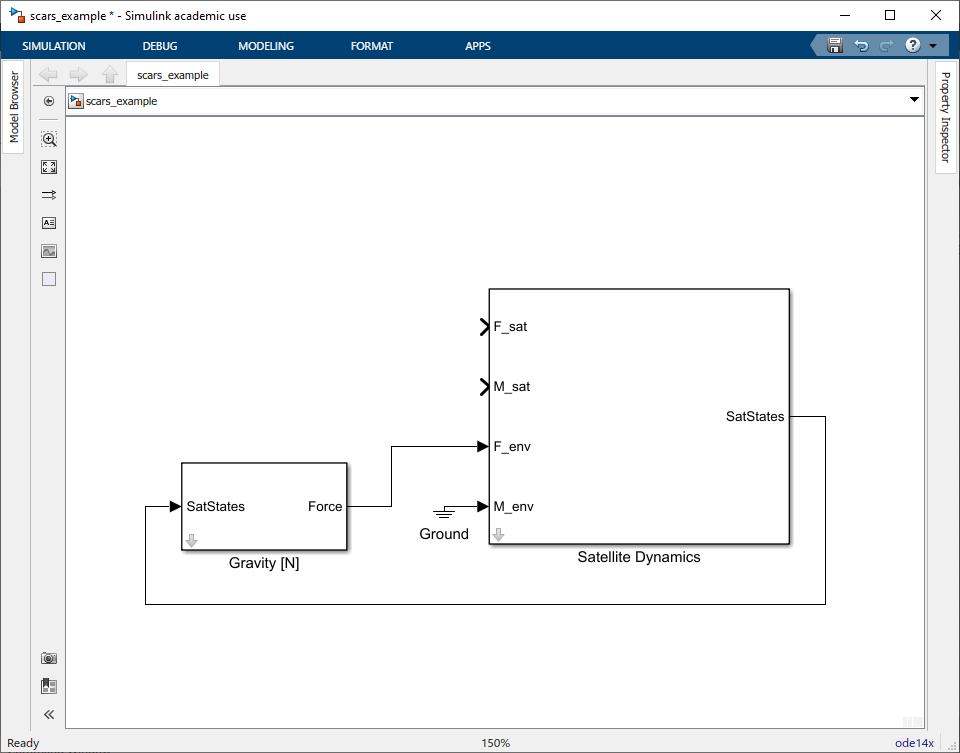 scars_example * - Simulink academic use
SIMULATION DEBUG MODELING FORMAT APPS ?
Model Browser
scars_example
Property Inspector
scars_example
A
F_sat
M_sat
SatStates
F_env
SatStates Force
M_env
Ground
Gravity [N]
Satellite Dynamics
Ready 150% ode14x